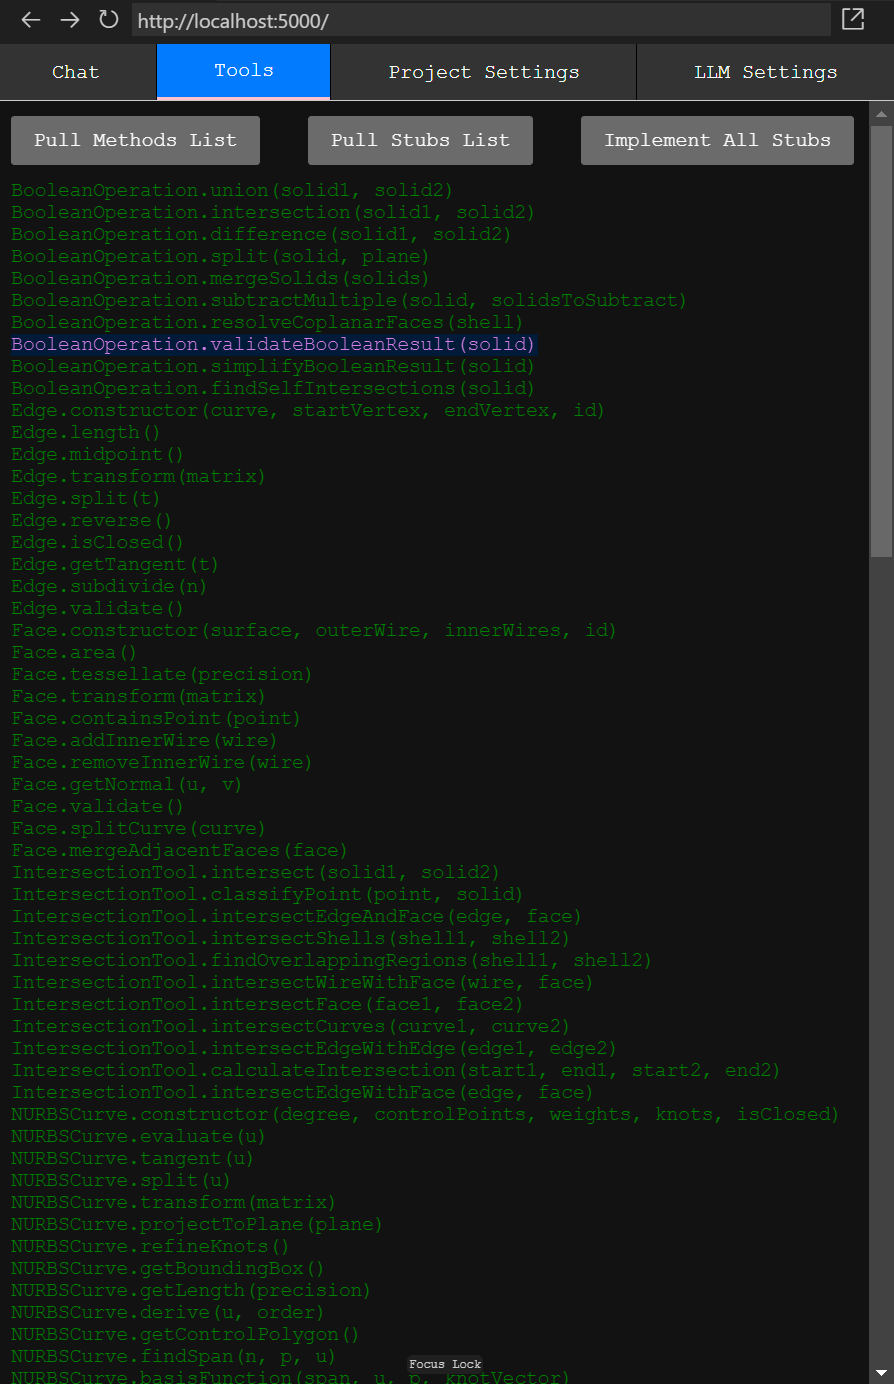 http://localhost:5000/
Chat Tools Project Settings LLM Settings
Pull Methods List Pull Stubs List Implement All Stubs
BooleanOperation.union(solid1, solid2)
BooleanOperation.intersection(solid1, solid2)
BooleanOperation.difference(solid1, solid2)
BooleanOperation.split(solid, plane)
BooleanOperation.mergeSolids(solids)
BooleanOperation.subtractMultiple(solid, solidsToSubtract)
BooleanOperation.resolveCoplanarFaces(shell)
BooleanOperation.validateBooleanResult(solid)
BooleanOperation.simplifyBooleanResult(solid)
BooleanOperation.findSelfIntersections(solid)
Edge.constructor(curve, startVertex, endVertex, id)
Edge.length()
Edge.midpoint()
Edge.transform(matrix)
Edge.split(t)
Edge.reverse()
Edge.isClosed()
Edge.getTangent(t)
Edge.subdivide(n)
Edge.validate()
Face.constructor(surface, outerWire, innerWires, id)
Face.area()
Face.tessellate(precision)
Face.transform(matrix)
Face.containsPoint(point)
Face.addInnerWire(wire)
Face.removeInnerWire(wire)
Face.getNormal(u, v)
Face.validate()
Face.splitCurve(curve)
Face.mergeAdjacentFaces(face)
IntersectionTool.intersect(solid1, solid2)
IntersectionTool.classifyPoint(point, solid)
IntersectionTool.intersectEdgeAndFace(edge, face)
IntersectionTool.intersectShells(shell1, shell2)
IntersectionTool.findOverlappingRegions(shell1, shell2)
IntersectionTool.intersectWireWithFace(wire, face)
IntersectionTool.intersectFace(face1, face2)
IntersectionTool.intersectCurves(curve1, curve2)
IntersectionTool.intersectEdgeWithEdge(edge1, edge2)
IntersectionTool.calculateIntersection(start1, end1, start2, end2)
IntersectionTool.intersectEdgeWithFace(edge, face)
NURBSCurve.constructor(degree, controlPoints, weights, knots, isClosed)
NURBSCurve.evaluate(u)
NURBSCurve.tangent(u)
NURBSCurve.split(u)
NURBSCurve.transform(matrix)
NURBSCurve.projectToPlane(plane)
NURBSCurve.refineKnots()
NURBSCurve.getBoundingBox()
NURBSCurve.getLength(precision)
NURBSCurve.derive(u, order)
NURBSCurve.getControlPolygon()
NURBSCurve.findSpan(n, p, u)
Focus Lock
NURBSCurve.basisFunction(span, u, p, knotVector)